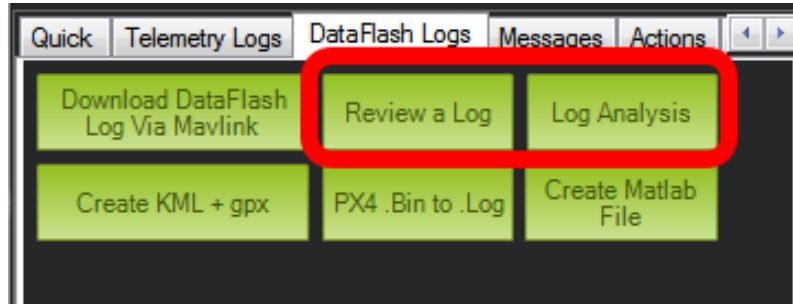 Quick Telemetry Logs DataFlash Logs Messages Actions
Download DataFlash
Log Via Mavlink
Review a Log
Log Analysis
Create KML + gpx
PX4 .Bin to .Log
Create Matlab
File